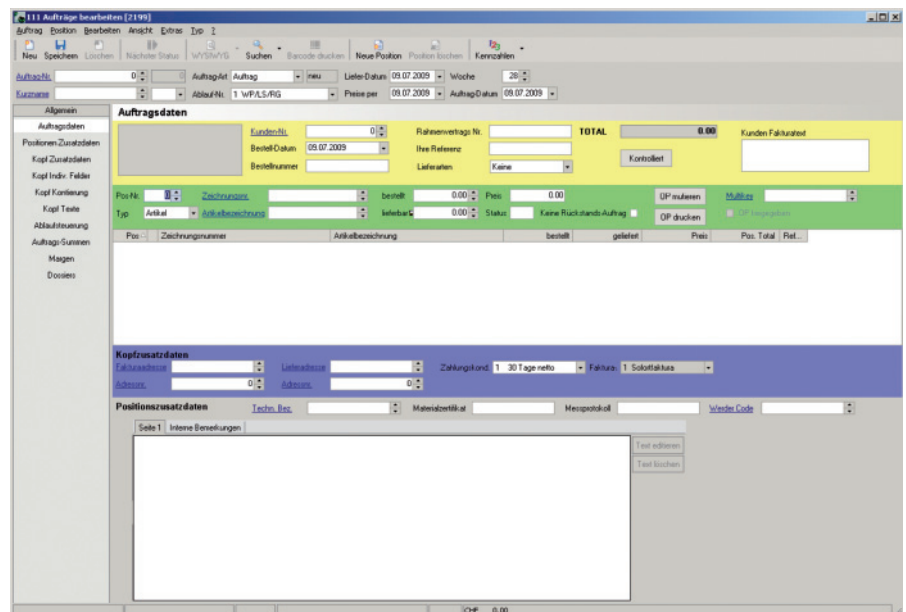 111 Aufträge bearbeiten [2199]
Auftrag Position Bearbeiten Ansicht Extras Typ ?
Neu Speichern Löschen Nächster Status WYSIWYG Suchen Barcode drucken Neue Position Position löschen Kennzahlen
Auftrag-Nr. 0 0 Auftrag-Art Auftrag neu Liefer-Datum 09.07.2009 Woche 28
Kurzname Ablauf-Nr. 1 WP/LS/RG Preise per 09.07.2009 Auftrag-Datum 09.07.2009
Allgemein
Auftragsdaten
Positionen Zusatzdaten
Kopf Zusatzdaten
Kopf Indiv. Felder
Kopf Kontierung
Kopf Texte
Ablaufsteuerung
Auftrags-Summen
Margen
Dossiers
Auftragsdaten
Kunden-Nr. 0 Rahmenvertrags Nr. TOTAL 0.00 Kunden Fakturatext
Bestell-Datum 09.07.2009 Ihre Referenz
Kontrolliert
Bestellnummer Lieferarten Keine
Pos-Nr. 0 Zeichnungsnr. bestellt 0.00 Preis 0.00 OP mutieren Multikey
Typ Artikel Artikelbezeichnung lieferbar 0.00 Status Keine Rückstands-Auftrag OP drucken OP freigegeben
Pos Zeichnungsnummer Artikelbezeichnung bestellt geliefert Preis Pos. Total Ref...
Kopfzusatzdaten
Fakturaadresse Lieferadresse Zahlungskond. 1 30 Tage netto Faktura: 1 Sofortfaktura
Adressnr. 0 Adressnr. 0
Positionszusatzdaten Techn. Bez. Materialzertifikat Messprotokoll Werder Code
Seite 1 Interne Bemerkungen
Text editieren
Text löschen
CHF 0.00